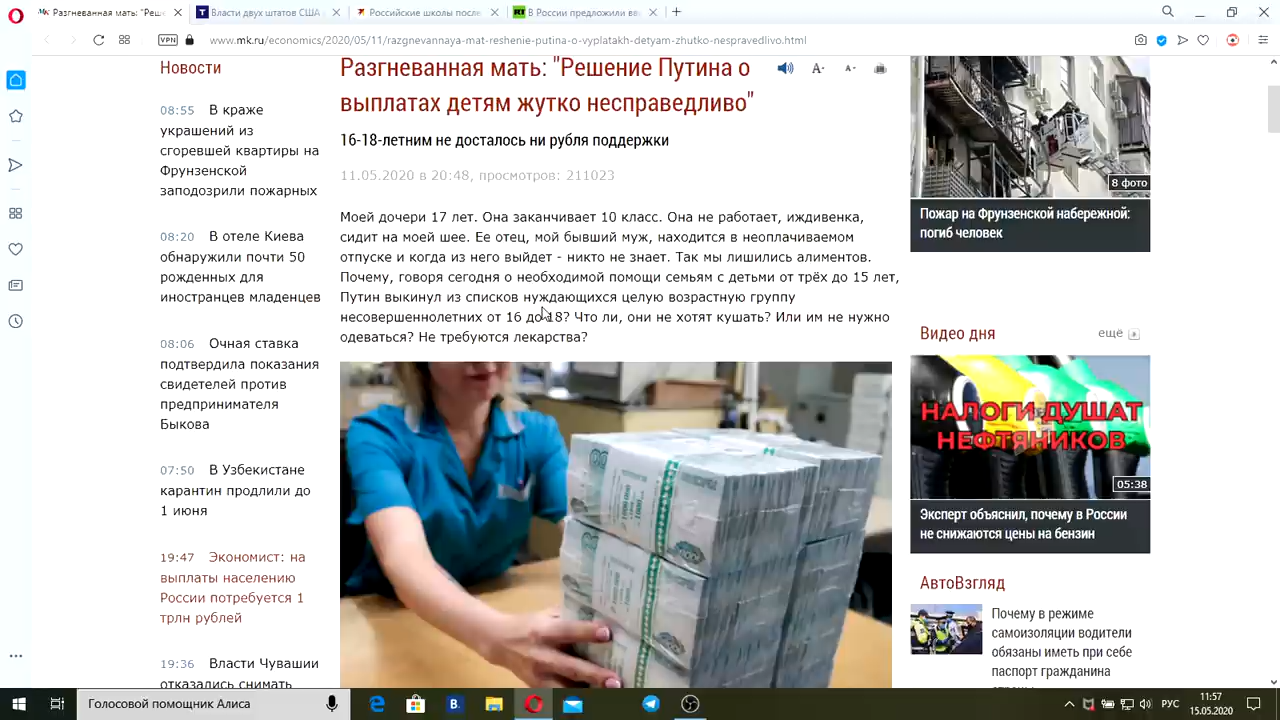 Разгневанная мать: "Реше
Власти двух штатов США
Российские школы после
В России предложили вве
VPN
www.mk.ru/economics/2020/05/11/razgnevannaya-mat-reshenie-putina-o-vyplatakh-detyam-zhutko-nespravedlivo.html
Новости
08:55 В краже
украшений из
сгоревшей квартиры на
Фрунзенской
заподозрили пожарных
08:20 В отеле Киева
обнаружили почти 50
рожденных для
иностранцев младенцев
08:06 Очная ставка
подтвердила показания
свидетелей против
предпринимателя
Быкова
07:50 В Узбекистане
карантин продлили до
1 июня
19:47 Экономист: на
выплаты населению
России потребуется 1
трлн рублей
19:36 Власти Чувашии
отказались снимать
Разгневанная мать: "Решение Путина о
выплатах детям жутко несправедливо"
16-18-летним не досталось ни рубля поддержки
11.05.2020 в 20:48, просмотров: 211023
Моей дочери 17 лет. Она заканчивает 10 класс. Она не работает, иждивенка,
сидит на моей шее. Ее отец, мой бывший муж, находится в неоплачиваемом
отпуске и когда из него выйдет - никто не знает. Так мы лишились алиментов.
Почему, говоря сегодня о необходимой помощи семьям с детьми от трёх до 15 лет,
Путин выкинул из списков нуждающихся целую возрастную группу
несовершеннолетних от 16 до 18? Что ли, они не хотят кушать? Или им не нужно
одеваться? Не требуются лекарства?
8 фото
Пожар на Фрунзенской набережной:
погиб человек
Видео дня
ещё
НАЛОГИ ДУШАТ
НЕФТЯНИКОВ
05:38
Эксперт объяснил, почему в России
не снижаются цены на бензин
АвтоВзгляд
Почему в режиме
самоизоляции водители
обязаны иметь при себе
паспорт гражданина
Голосовой помощник Алиса
РУС
11:57
15.05.2020